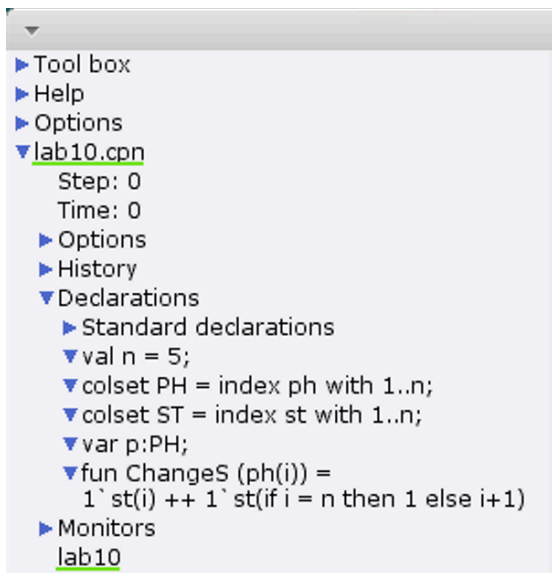 Tool box
Help
Options
lab10.cpn
Step: 0
Time: 0
Options
History
Declarations
Standard declarations
val n = 5;
colset PH = index ph with 1..n;
colset ST = index st with 1..n;
var p:PH;
fun ChangeS (ph(i)) =
1`st(i) ++ 1`st(if i = n then 1 else i+1)
Monitors
lab10